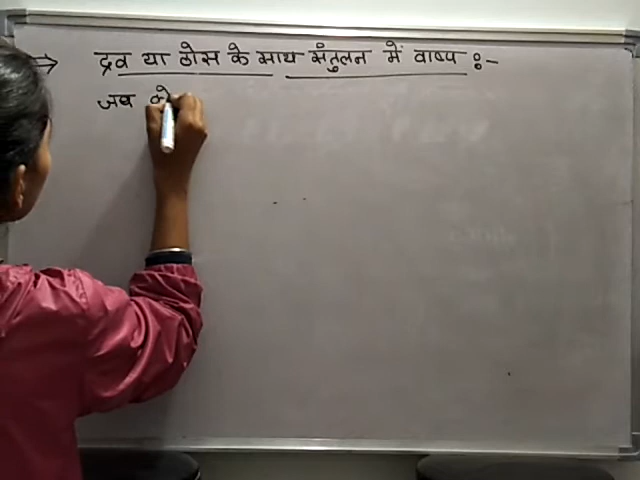 ⇒ द्रव या ठोस के साथ संतुलन में वाष्प :-
जब को